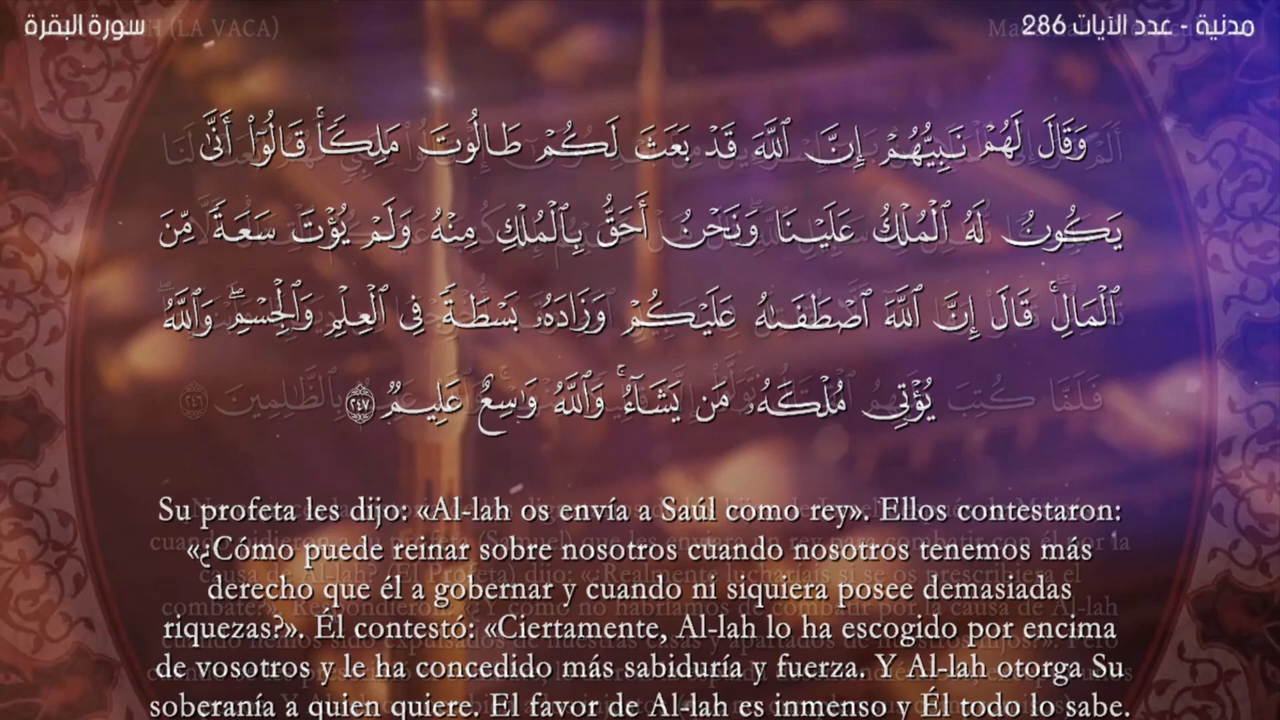 مدنية - عدد الآيات 286
سورة البقرة
(LA VACA)
وَقَالَ لَهُمْ نَبِيُّهُمْ إِنَّ ٱللَّهَ قَدْ بَعَثَ لَكُمْ طَالُوتَ مَلِكًۭا ۚ قَالُوٓا۟ أَنَّىٰ
يَكُونُ لَهُ ٱلْمُلْكُ عَلَيْنَا وَنَحْنُ أَحَقُّ بِٱلْمُلْكِ مِنْهُ وَلَمْ يُؤْتَ سَعَةًۭ مِّنَ
ٱلْمَالِ ۚ قَالَ إِنَّ ٱللَّهَ ٱصْطَفَىٰهُ عَلَيْكُمْ وَزَادَهُۥ بَسْطَةًۭ فِى ٱلْعِلْمِ وَٱلْجِسْمِ ۖ وَٱللَّهُ
يُؤْتِى مُلْكَهُۥ مَن يَشَآءُ ۚ وَٱللَّهُ وَٰسِعٌ عَلِيمٌۭ ٢٤٧
Su profeta les dijo: «Al-lah os envía a Saúl como rey». Ellos contestaron:
«¿Cómo puede reinar sobre nosotros cuando nosotros tenemos más
derecho que él a gobernar y cuando ni siquiera posee demasiadas
riquezas?». Él contestó: «Ciertamente, Al-lah lo ha escogido por encima
de vosotros y le ha concedido más sabiduría y fuerza. Y Al-lah otorga Su
soberanía a quien quiere. El favor de Al-lah es inmenso y Él todo lo sabe.